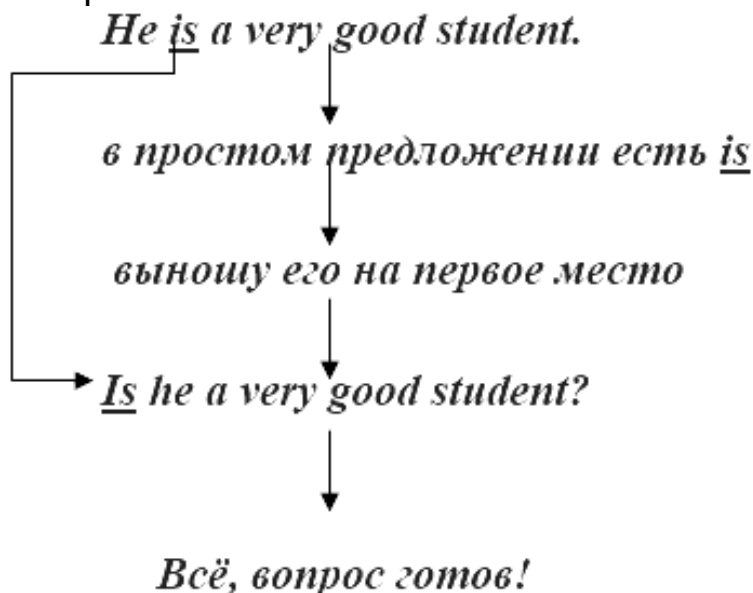 He is a very good student.
в простом предложении есть is
выношу его на первое место
Is he a very good student?
Всё, вопрос готов!